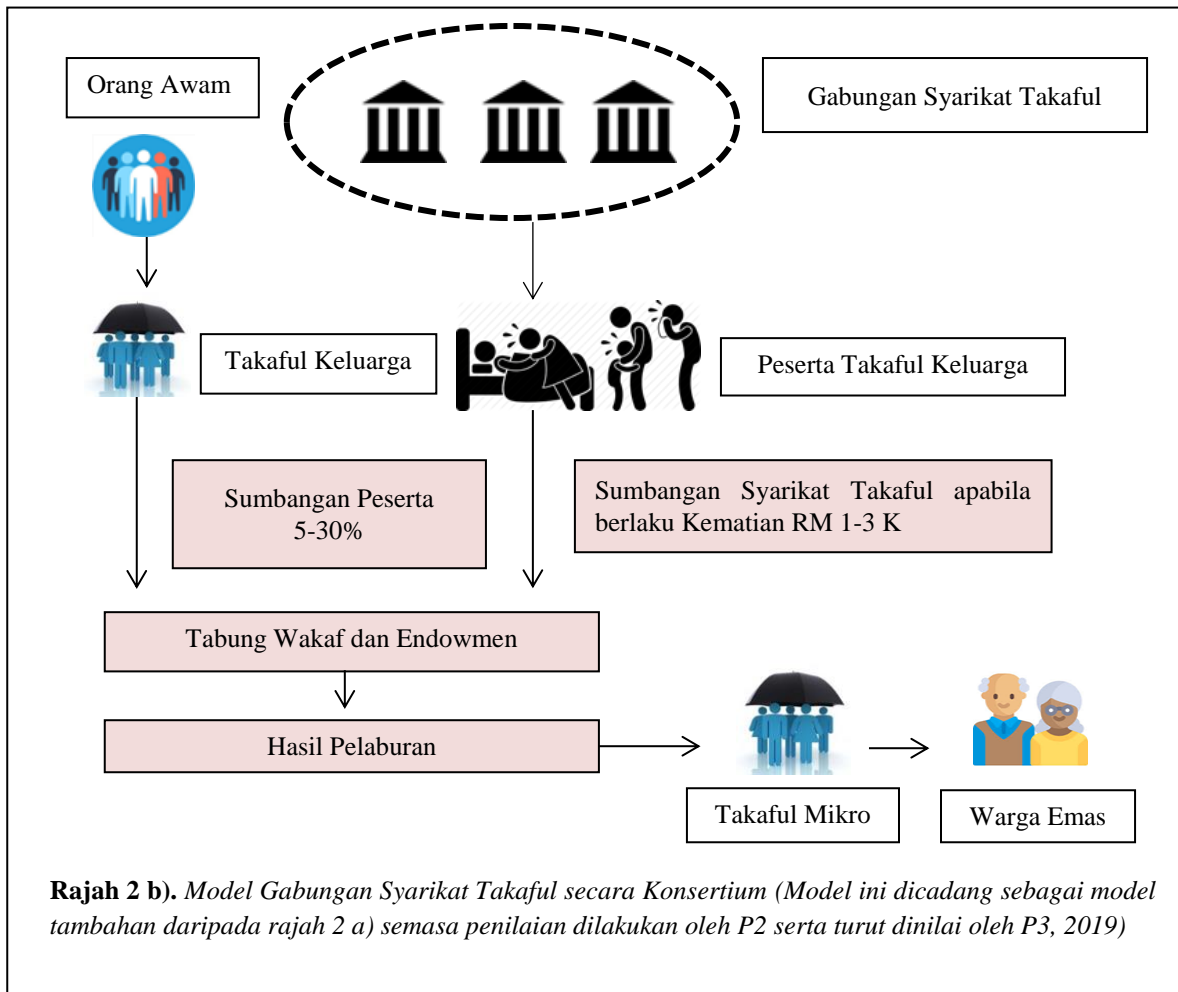 Orang Awam
Gabungan Syarikat Takaful
Takaful Keluarga
Peserta Takaful Keluarga
Sumbangan Peserta
5-30%
Sumbangan Syarikat Takaful apabila
berlaku Kematian RM 1-3 K
Tabung Wakaf dan Endowmen
Hasil Pelaburan
Takaful Mikro
Warga Emas
Rajah 2 b). Model Gabungan Syarikat Takaful secara Konsertium (Model ini dicadang sebagai model
tambahan daripada rajah 2 a) semasa penilaian dilakukan oleh P2 serta turut dinilai oleh P3, 2019)